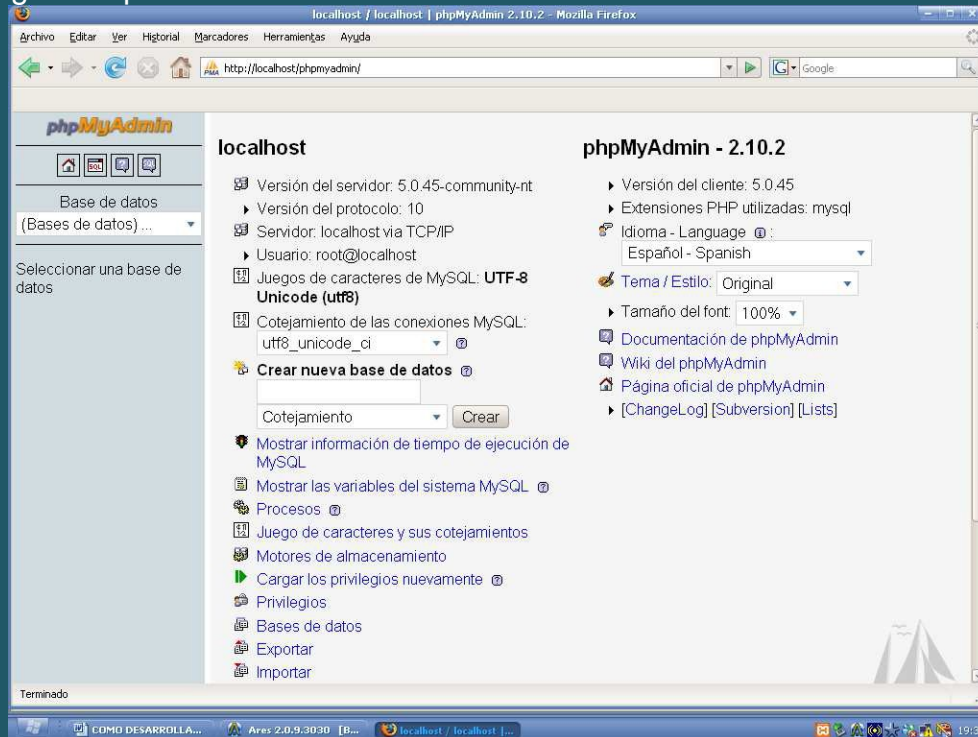 localhost / localhost | phpMyAdmin 2.10.2 - Mozilla Firefox
Archivo Editar Ver Historial Marcadores Herramientas Ayuda
http://localhost/phpmyadmin/
Google
phpMyAdmin
SQL
Base de datos
(Bases de datos) ...
Seleccionar una base de
datos
localhost
Versión del servidor: 5.0.45-community-nt
Versión del protocolo: 10
Servidor: localhost via TCP/IP
Usuario: root@localhost
Juegos de caracteres de MySQL: UTF-8
Unicode (utf8)
Cotejamiento de las conexiones MySQL:
utf8_unicode_ci
Crear nueva base de datos
Cotejamiento Crear
Mostrar información de tiempo de ejecución de
MySQL
Mostrar las variables del sistema MySQL
Procesos
Juego de caracteres y sus cotejamientos
Motores de almacenamiento
Cargar los privilegios nuevamente
Privilegios
Bases de datos
Exportar
Importar
phpMyAdmin - 2.10.2
Versión del cliente: 5.0.45
Extensiones PHP utilizadas: mysql
Idioma - Language :
Español - Spanish
Tema / Estilo: Original
Tamaño del font: 100%
Documentación de phpMyAdmin
Wiki del phpMyAdmin
Página oficial de phpMyAdmin
[ChangeLog] [Subversion] [Lists]
Terminado
COMO DESARROLLA... Ares 2.0.9.3030 [B... localhost / localhost |...